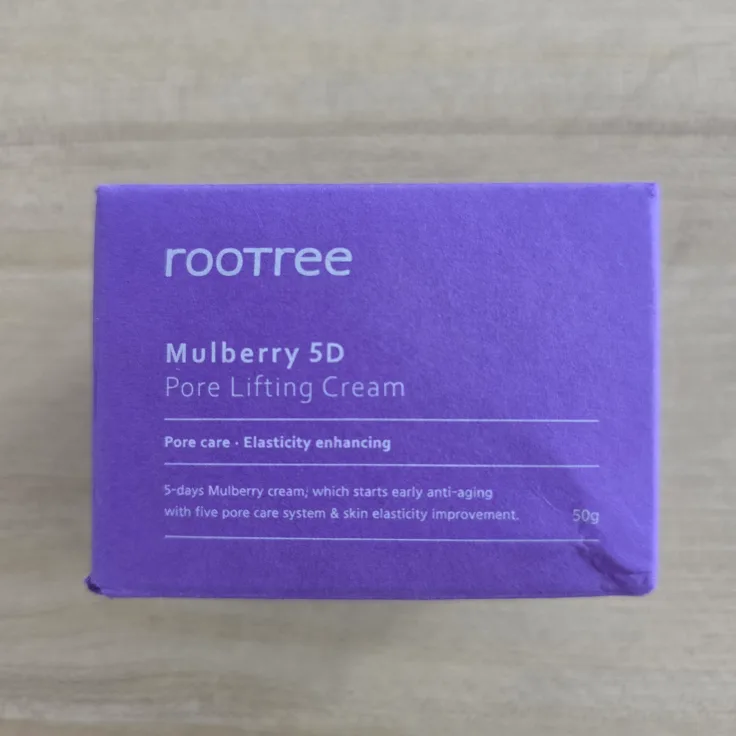 rooTree
Mulberry 5D
Pore Lifting Cream
Pore care · Elasticity enhancing
5-days Mulberry cream; which starts early anti-aging
with five pore care system & skin elasticity improvement. 50g